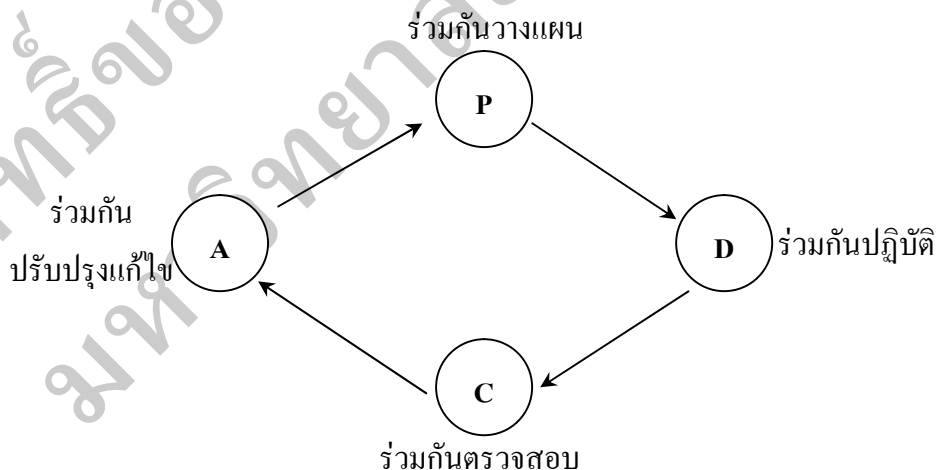 ร่วมกันวางแผน
P
ร่วมกัน
ปรับปรุงแก้ไข
A
D
ร่วมกันปฏิบัติ
C
ร่วมกันตรวจสอบ